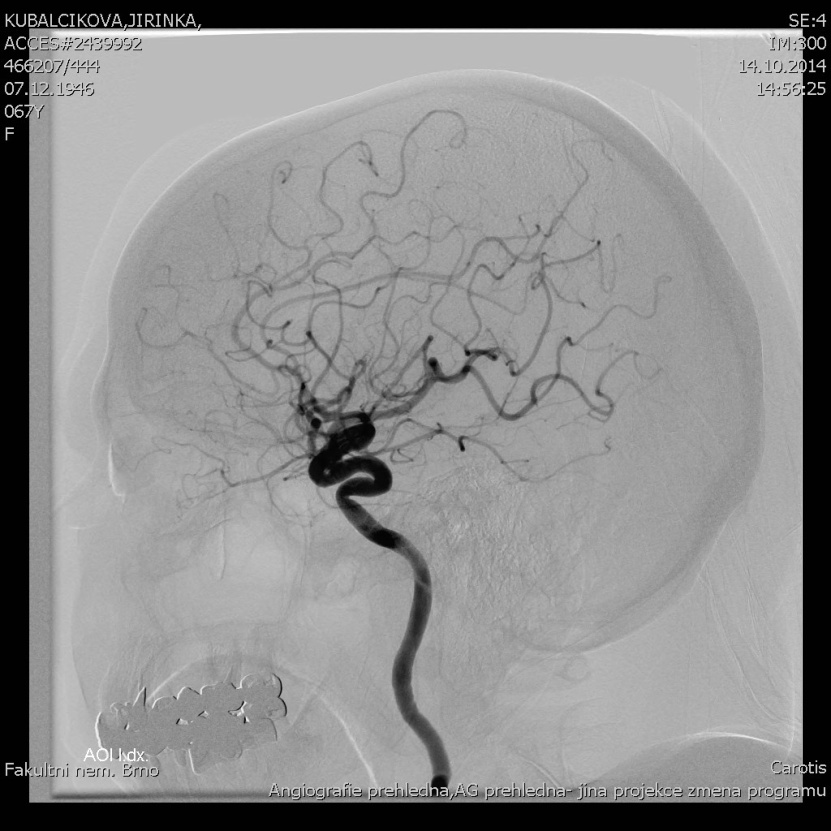 KUBALCIKOVA,JIRINKA,
ACCES#2439992
466207/444
07.12.1946
067Y
F
SE:4
IM:300
14.10.2014
14:56:25
AOI l.dx.
Fakultni nem. Brno
Carotis
Angiografie prehledna,AG prehledna- jina projekce zmena programu